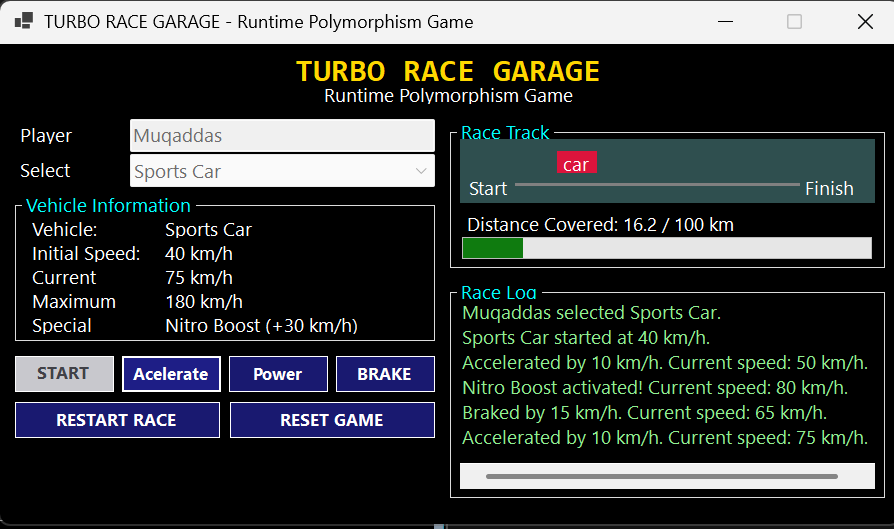 TURBO RACE GARAGE - Runtime Polymorphism Game
TURBO RACE GARAGE
Runtime Polymorphism Game
Player Muqaddas
Select Sports Car
Vehicle Information
Vehicle: Sports Car
Initial Speed: 40 km/h
Current 75 km/h
Maximum 180 km/h
Special Nitro Boost (+30 km/h)
START Acelerate Power BRAKE
RESTART RACE RESET GAME
Race Track
car
Start Finish
Distance Covered: 16.2 / 100 km
Race Log
Muqaddas selected Sports Car.
Sports Car started at 40 km/h.
Accelerated by 10 km/h. Current speed: 50 km/h.
Nitro Boost activated! Current speed: 80 km/h.
Braked by 15 km/h. Current speed: 65 km/h.
Accelerated by 10 km/h. Current speed: 75 km/h.